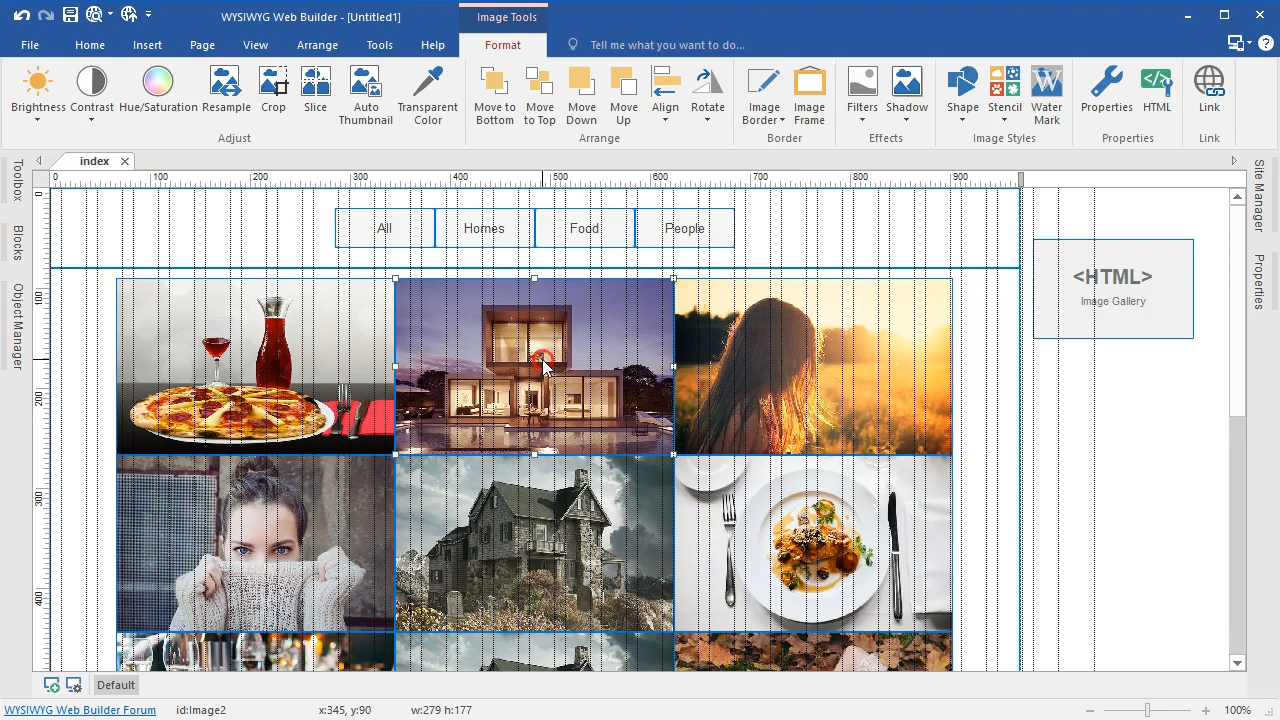 WYSIWYG Web Builder - [Untitled1]
Image Tools
File
Home
Insert
Page
View
Arrange
Tools
Help
Format
Tell me what you want to do...
Brightness
Contrast
Hue/Saturation
Resample
Crop
Slice
Auto
Thumbnail
Transparent
Color
Adjust
Move to
Bottom
Move
to Top
Move
Down
Move
Up
Align
Rotate
Arrange
Image
Border
Image
Frame
Border
Filters
Shadow
Effects
Shape
Stencil
Water
Mark
Image Styles
Properties
HTML
Properties
Link
Link
index
0 100 200 300 400 500 600 700 800 900
0
100
200
300
400
Toolbox
Blocks
Object Manager
Site Manager
Properties
All
Homes
Food
People
<HTML>
Image Gallery
Default
WYSIWYG Web Builder Forum
id:Image2
x:345, y:90
w:279 h:177
100%